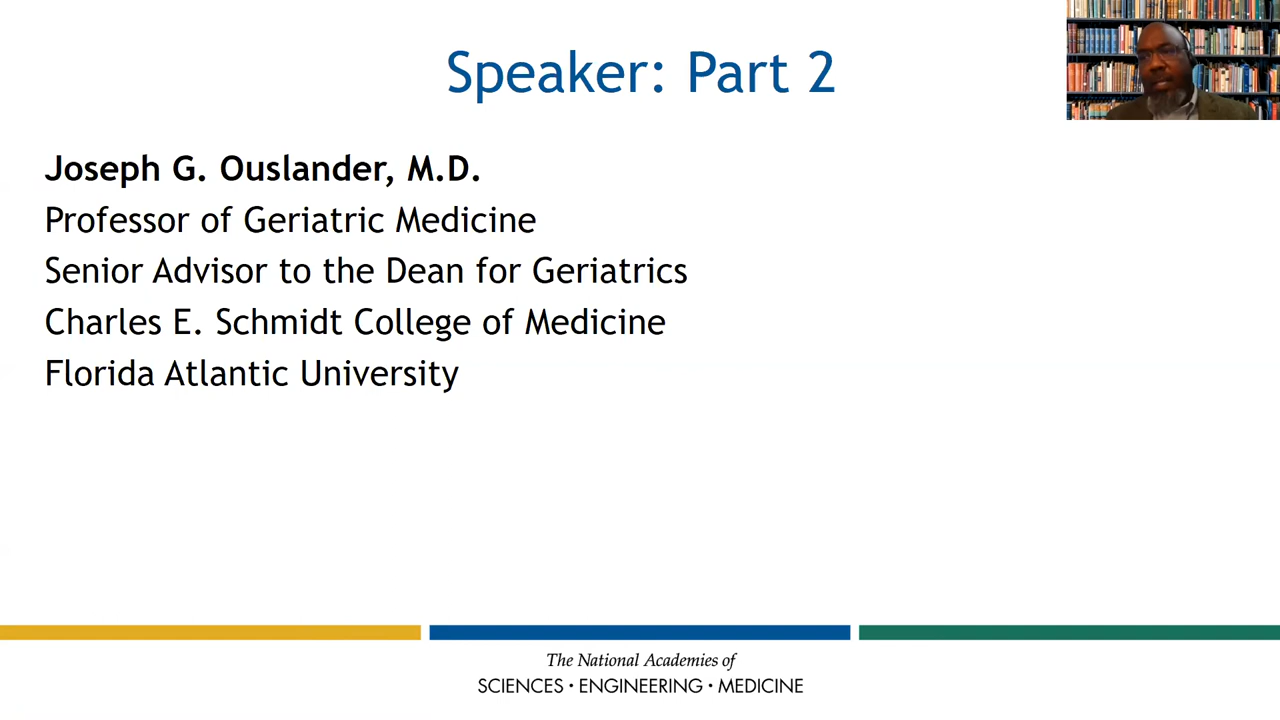 Speaker: Part 2
Joseph G. Ouslander, M.D.
Professor of Geriatric Medicine
Senior Advisor to the Dean for Geriatrics
Charles E. Schmidt College of Medicine
Florida Atlantic University
The National Academies of
SCIENCES · ENGINEERING · MEDICINE